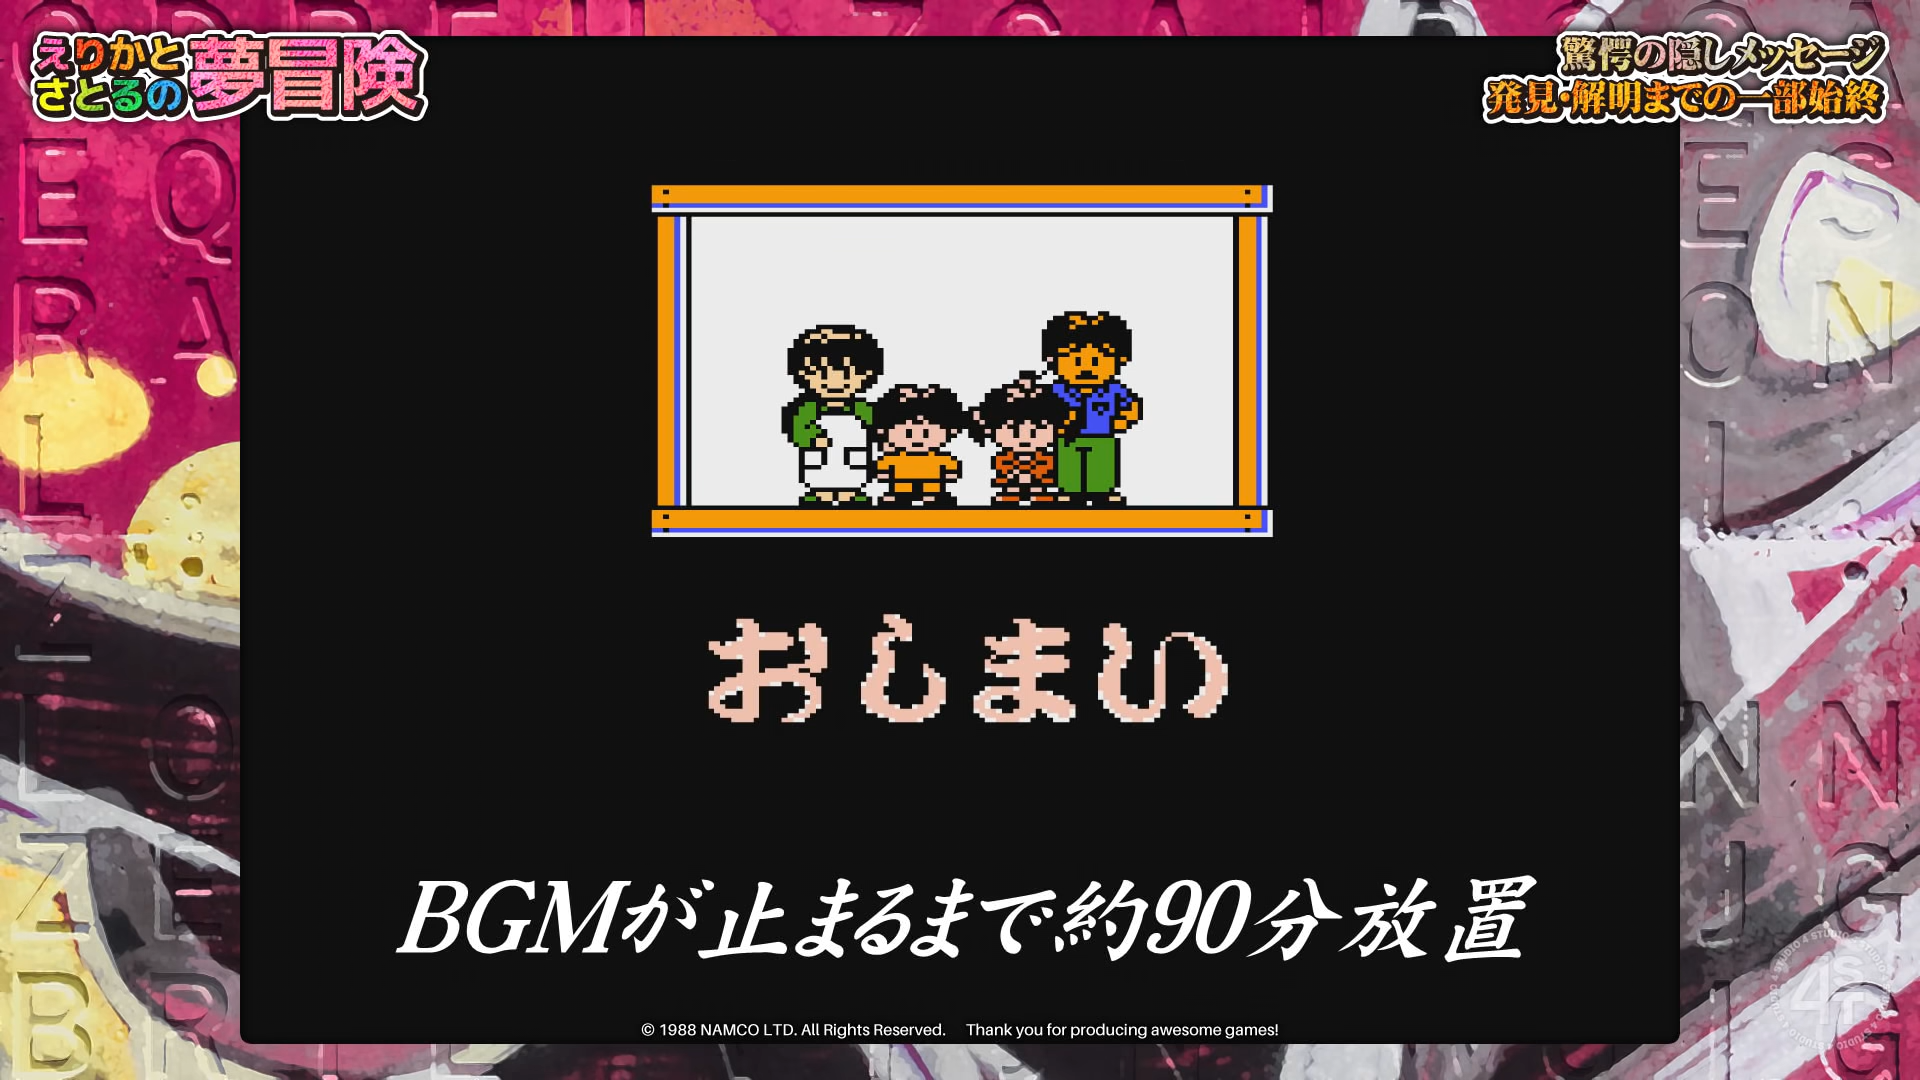 えりかと
さとるの夢冒険
驚愕の隠しメッセージ
発見・解明までの一部始終
おしまい
BGMが止まるまで約90分放置
© 1988 NAMCO LTD. All Rights Reserved. Thank you for producing awesome games!